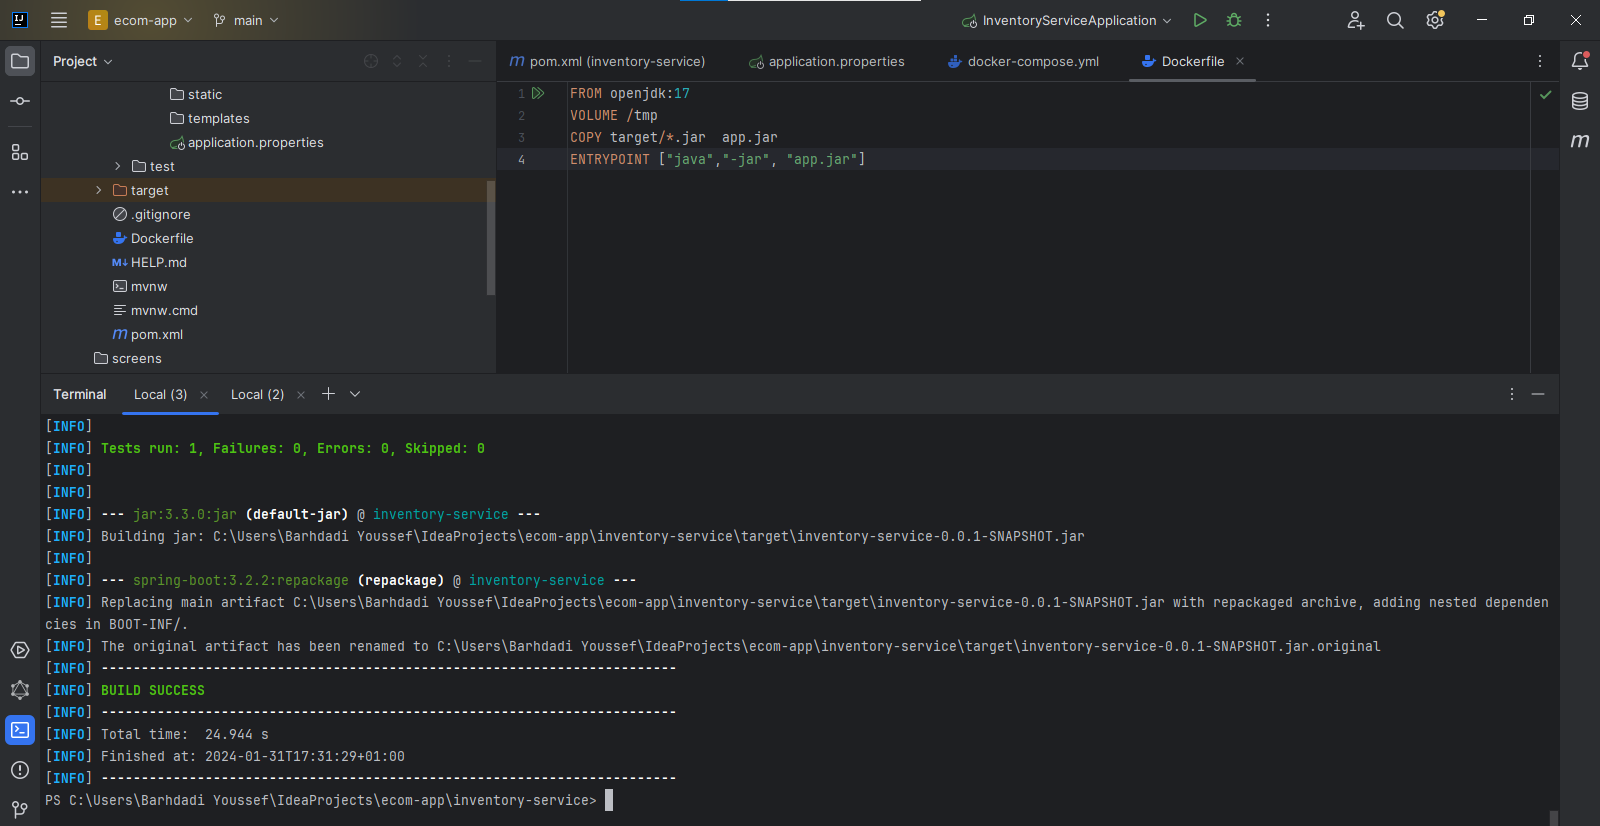 E ecom-app main InventoryServiceApplication
Project
static
templates
application.properties
test
target
.gitignore
Dockerfile
M↓ HELP.md
mvnw
mvnw.cmd
m pom.xml
screens
m pom.xml (inventory-service) application.properties docker-compose.yml Dockerfile
1 FROM openjdk:17
2 VOLUME /tmp
3 COPY target/*.jar  app.jar
4 ENTRYPOINT ["java","-jar", "app.jar"]
m
Terminal Local (3) Local (2)
[INFO]
[INFO] Tests run: 1, Failures: 0, Errors: 0, Skipped: 0
[INFO]
[INFO]
[INFO] --- jar:3.3.0:jar (default-jar) @ inventory-service ---
[INFO] Building jar: C:\Users\Barhdadi Youssef\IdeaProjects\ecom-app\inventory-service\target\inventory-service-0.0.1-SNAPSHOT.jar
[INFO]
[INFO] --- spring-boot:3.2.2:repackage (repackage) @ inventory-service ---
[INFO] Replacing main artifact C:\Users\Barhdadi Youssef\IdeaProjects\ecom-app\inventory-service\target\inventory-service-0.0.1-SNAPSHOT.jar with repackaged archive, adding nested dependen
cies in BOOT-INF/.
[INFO] The original artifact has been renamed to C:\Users\Barhdadi Youssef\IdeaProjects\ecom-app\inventory-service\target\inventory-service-0.0.1-SNAPSHOT.jar.original
[INFO] ------------------------------------------------------------------------
[INFO] BUILD SUCCESS
[INFO] ------------------------------------------------------------------------
[INFO] Total time:  24.944 s
[INFO] Finished at: 2024-01-31T17:31:29+01:00
[INFO] ------------------------------------------------------------------------
PS C:\Users\Barhdadi Youssef\IdeaProjects\ecom-app\inventory-service>